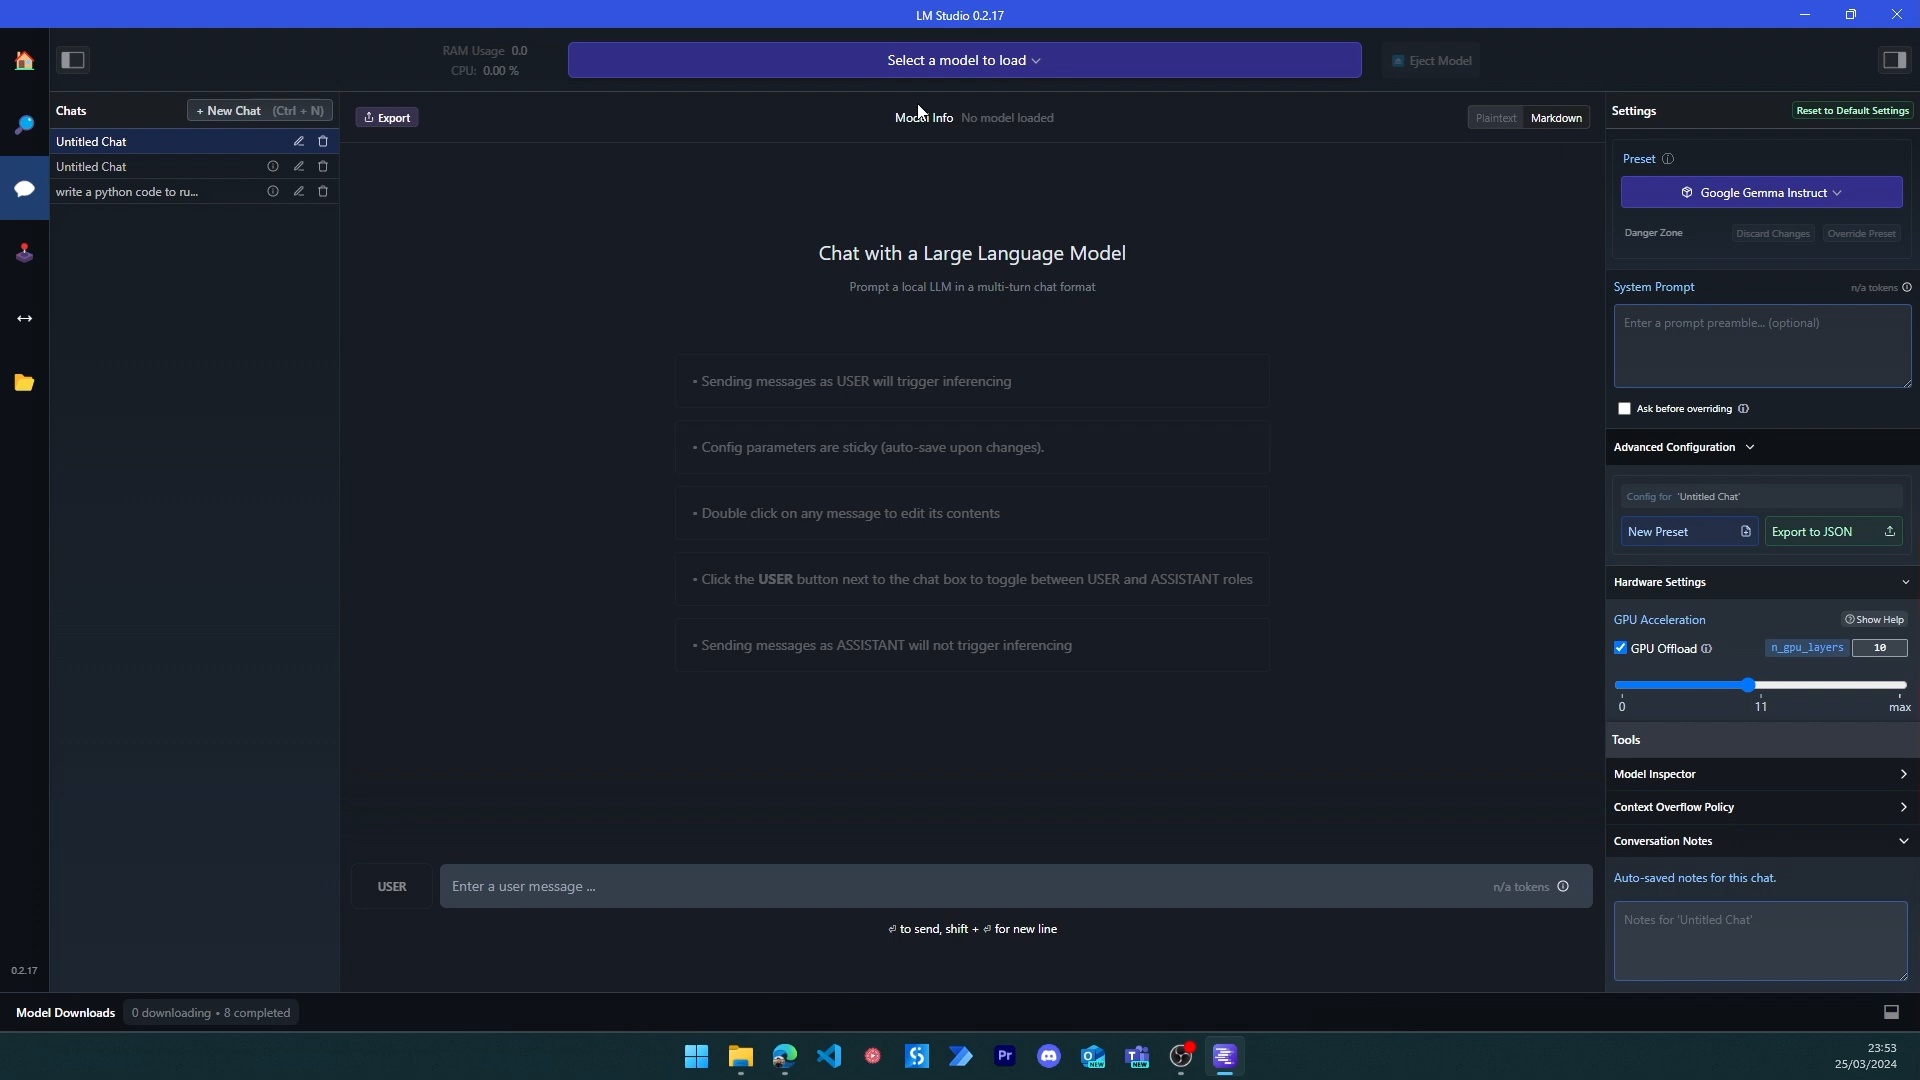 LM Studio 0.2.17
RAM Usage 0.0
CPU: 0.00 %
Select a model to load
Eject Model
Chats
+ New Chat (Ctrl + N)
Untitled Chat
Untitled Chat
write a python code to ru...
0.2.17
Export
Model Info No model loaded
Plaintext Markdown
Chat with a Large Language Model
Prompt a local LLM in a multi-turn chat format
• Sending messages as USER will trigger inferencing
• Config parameters are sticky (auto-save upon changes).
• Double click on any message to edit its contents
• Click the USER button next to the chat box to toggle between USER and ASSISTANT roles
• Sending messages as ASSISTANT will not trigger inferencing
USER
Enter a user message ...
n/a tokens
⏎ to send, shift + ⏎ for new line
Settings
Reset to Default Settings
Preset
Google Gemma Instruct
Danger Zone Discard Changes Override Preset
System Prompt
n/a tokens
Enter a prompt preamble... (optional)
Ask before overriding
Advanced Configuration
Config for 'Untitled Chat'
New Preset
Export to JSON
Hardware Settings
GPU Acceleration
Show Help
GPU Offload
n_gpu_layers 10
0 11 max
Tools
Model Inspector
Context Overflow Policy
Conversation Notes
Auto-saved notes for this chat.
Notes for 'Untitled Chat'
Model Downloads 0 downloading • 8 completed
Pr
NEW
NEW
23:53
25/03/2024